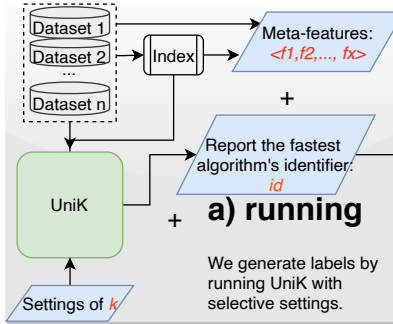 Dataset 1
Dataset 2
...
Dataset n
Index
Meta-features:
<f1,f2,..., fx>
+
Report the fastest
algorithm's identifier:
id
UniK
+
a) running
We generate labels by
running UniK with
selective settings.
Settings of k